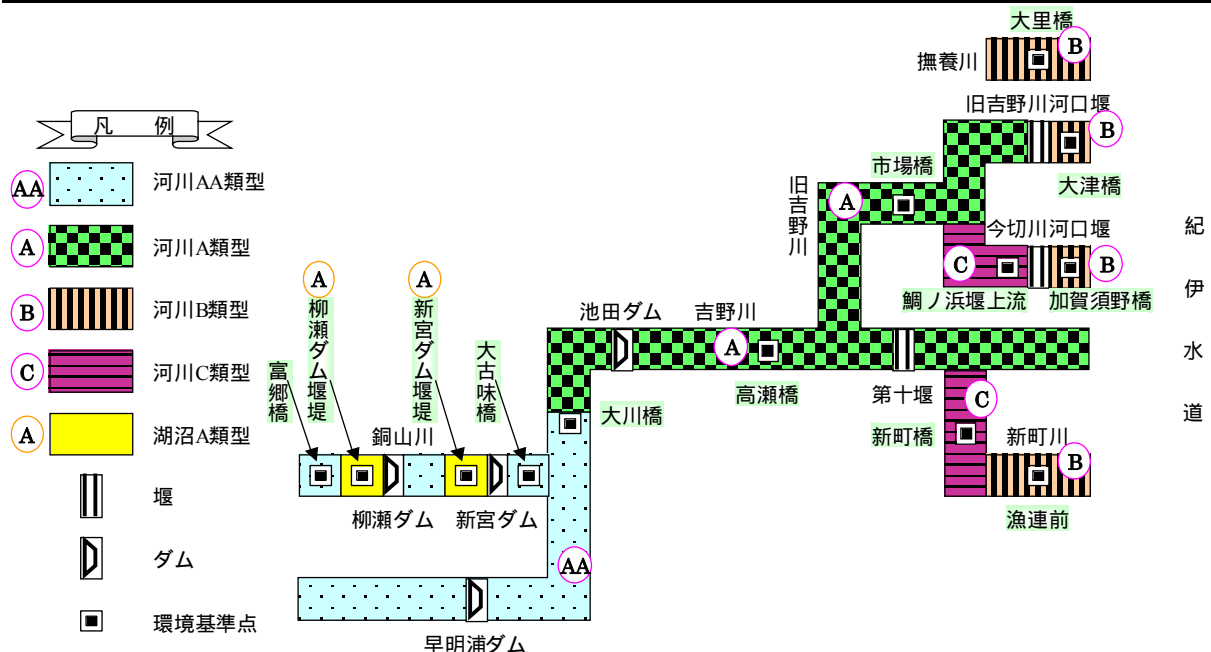 大里橋
B
撫養川
凡 例
旧吉野川河口堰
B
AA
河川AA類型
市場橋
大津橋
旧吉野川
A
A
河川A類型
今切川河口堰
紀伊水道
A
A
C
B
B
河川B類型
柳瀬ダム堰堤
新宮ダム堰堤
鯛ノ浜堰上流
加賀須野橋
池田ダム
吉野川
C
河川C類型
富郷橋
大古味橋
A
高瀬橋
第十堰
C
A
湖沼A類型
銅山川
大川橋
新町橋
新町川
B
堰
柳瀬ダム
新宮ダム
漁連前
ダム
AA
環境基準点
早明浦ダム